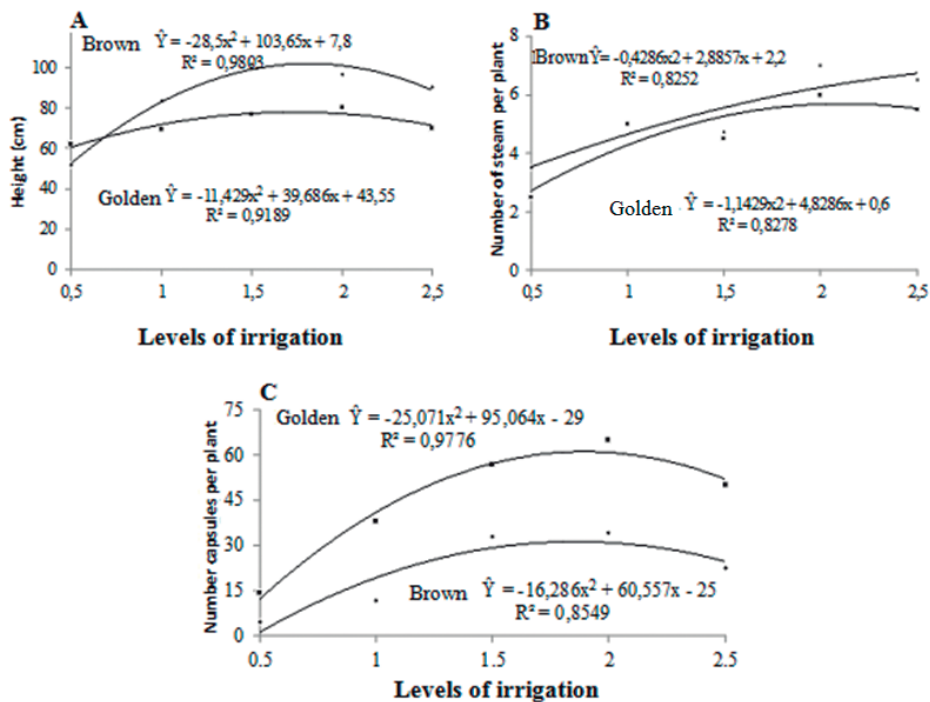 A
Brown Ŷ = -28,5x² + 103,65x + 7,8
R² = 0,9803
Height (cm)
100
80
60
40
20
0
Golden Ŷ = -11,429x² + 39,686x + 43,55
R² = 0,9189
0,5 1 1,5 2 2,5
Levels of irrigation
B
Number of steam per plant
8
6
4
2
0
Brown Ŷ = -0,4286x2 + 2,8857x + 2,2
R² = 0,8252
Golden Ŷ = -1,1429x2 + 4,8286x + 0,6
R² = 0,8278
0,5 1 1,5 2 2,5
Levels of irrigation
C
Number capsules per plant
75
60
45
30
15
0
Golden Ŷ = -25,071x² + 95,064x - 29
R² = 0,9776
Brown Ŷ = -16,286x² + 60,557x - 25
R² = 0,8549
0.5 1 1.5 2 2.5
Levels of irrigation